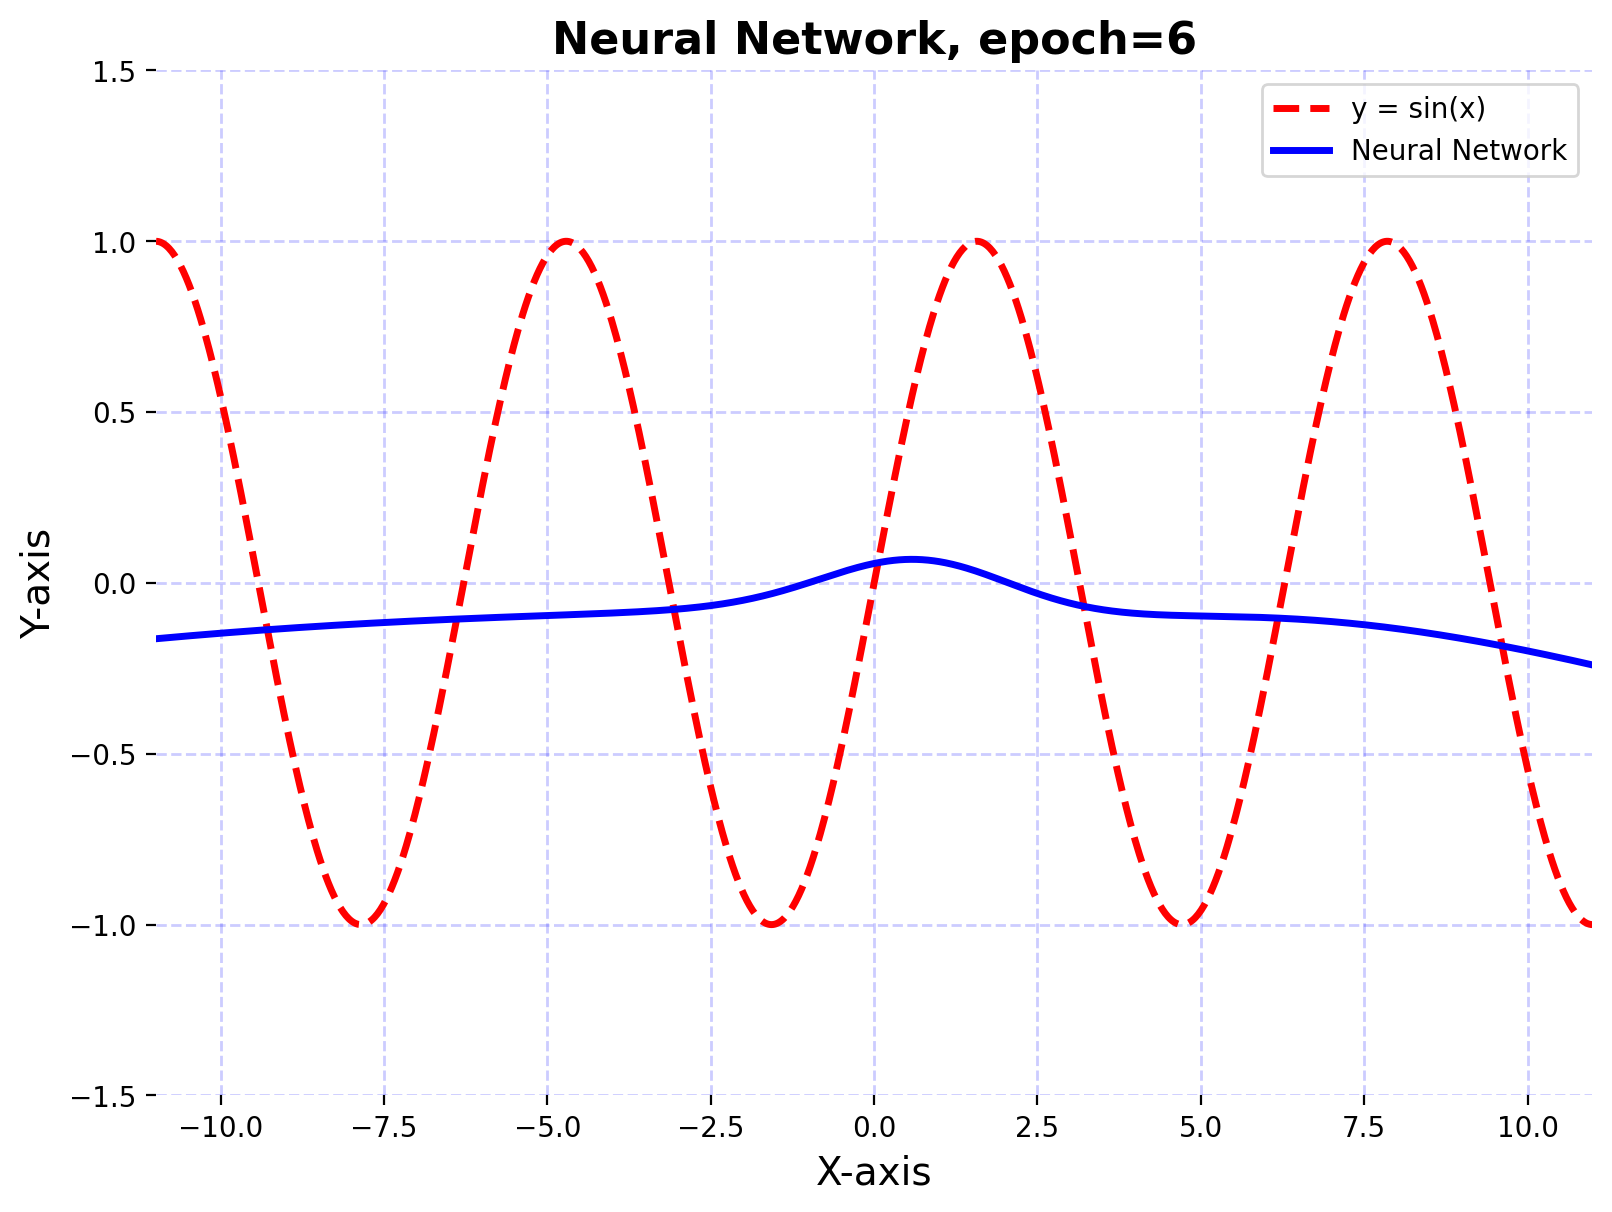 Neural Network, epoch=6
y = sin(x)
Neural Network
1.5
1.0
0.5
0.0
−0.5
−1.0
−1.5
Y-axis
−10.0 −7.5 −5.0 −2.5 0.0 2.5 5.0 7.5 10.0
X-axis